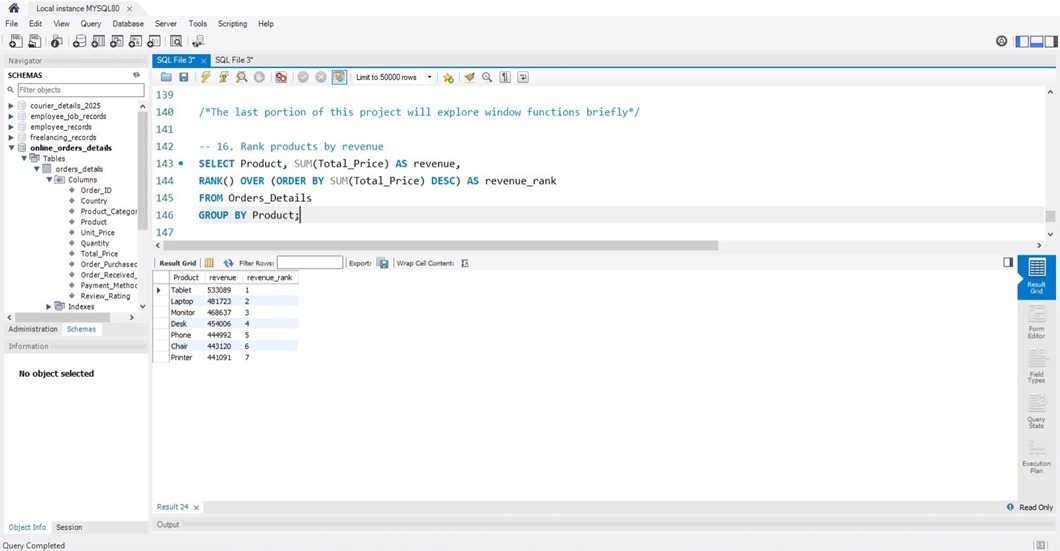 Local instance MYSQL80 ×
File Edit View Query Database Server Tools Scripting Help
Navigator
SCHEMAS
Filter objects
courier_details_2025
employee_job_records
employee_records
freelancing_records
online_orders_details
Tables
orders_details
Columns
Order_ID
Country
Product_Categor
Product
Unit_Price
Quantity
Total_Price
Order_Purchased
Order_Received_
Payment_Method
Review_Rating
Indexes
Administration Schemas
Information
No object selected
Object Info Session
Query Completed
SQL File 3* × SQL File 3*
Limit to 50000 rows
139
140 /*The last portion of this project will explore window functions briefly*/
141
142 -- 16. Rank products by revenue
143 SELECT Product, SUM(Total_Price) AS revenue,
144 RANK() OVER (ORDER BY SUM(Total_Price) DESC) AS revenue_rank
145 FROM Orders_Details
146 GROUP BY Product;
147
Result Grid Filter Rows: Export: Wrap Cell Content:
Product revenue revenue_rank
Tablet 533089 1
Laptop 481723 2
Monitor 468637 3
Desk 454006 4
Phone 444992 5
Chair 443120 6
Printer 441091 7
Result
Grid
Form
Editor
Field
Types
Query
Stats
Execution
Plan
Result 24 ×
Read Only
Output